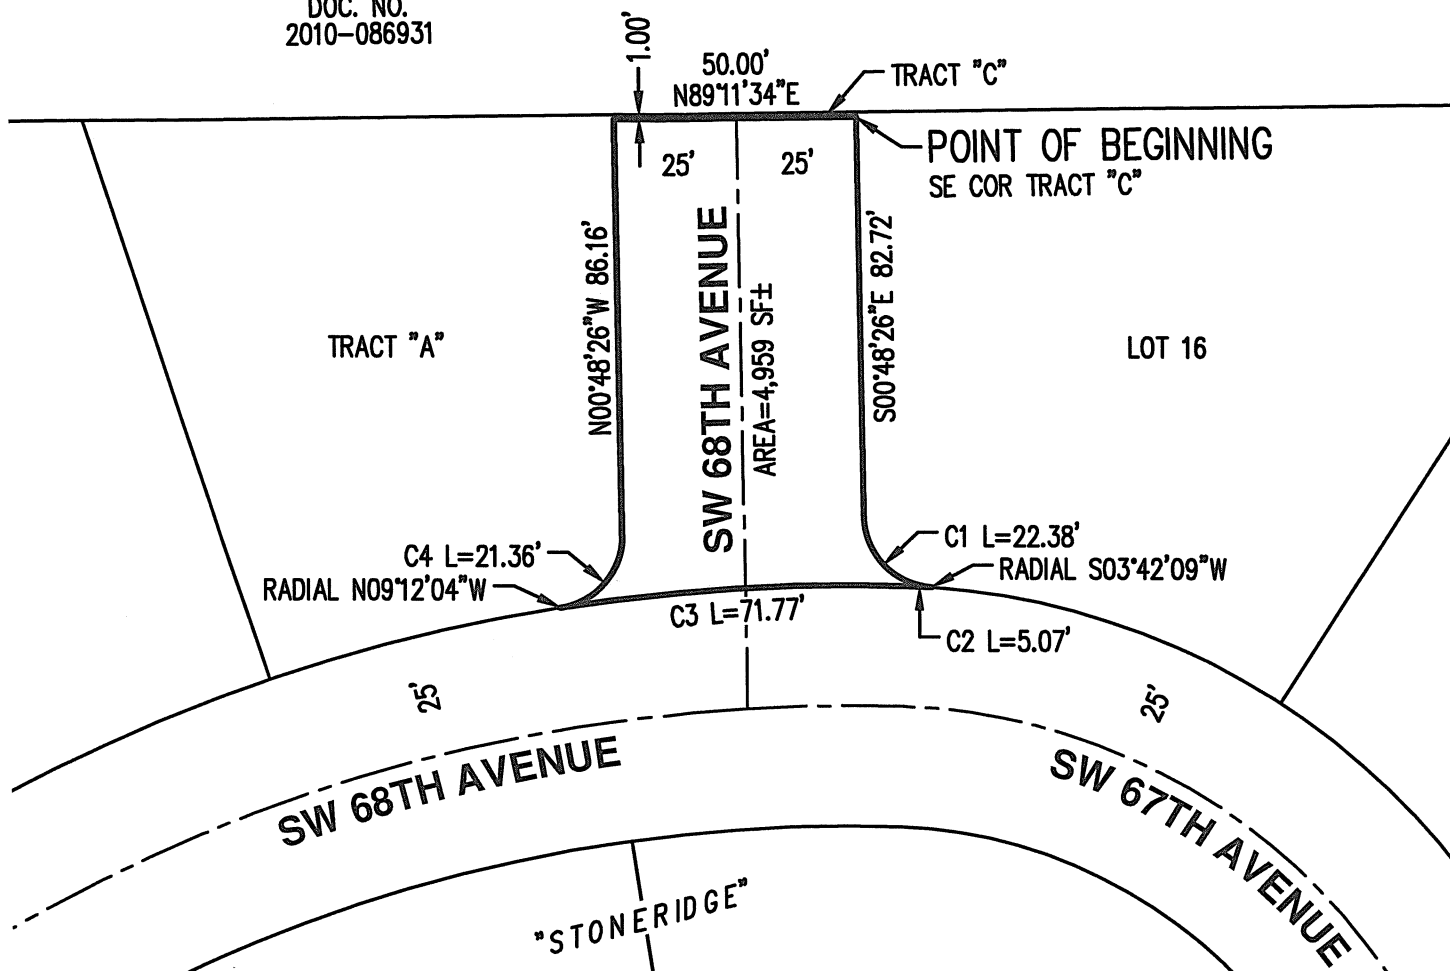 DOC. NO.
2010-086931
1.00'
50.00'
N89°11'34"E
TRACT "C"
POINT OF BEGINNING
SE COR TRACT "C"
25'
25'
N00°48'26"W 86.16'
SW 68TH AVENUE
AREA=4,959 SF±
S00°48'26"E 82.72'
TRACT "A"
LOT 16
C4 L=21.36'
RADIAL N09°12'04"W
C1 L=22.38'
RADIAL S03°42'09"W
C3 L=71.77'
C2 L=5.07'
25'
25'
SW 68TH AVENUE
SW 67TH AVENUE
"STONERIDGE"